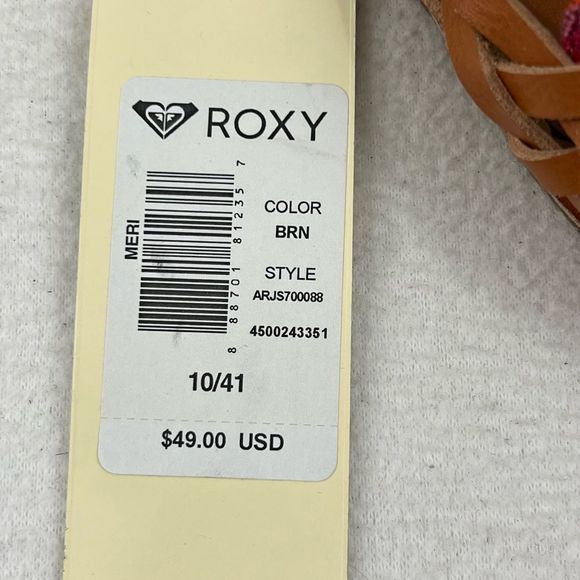 ROXY
MERI
8 88701 81235 7
COLOR
BRN
STYLE
ARJS700088
4500243351
10/41
$49.00 USD